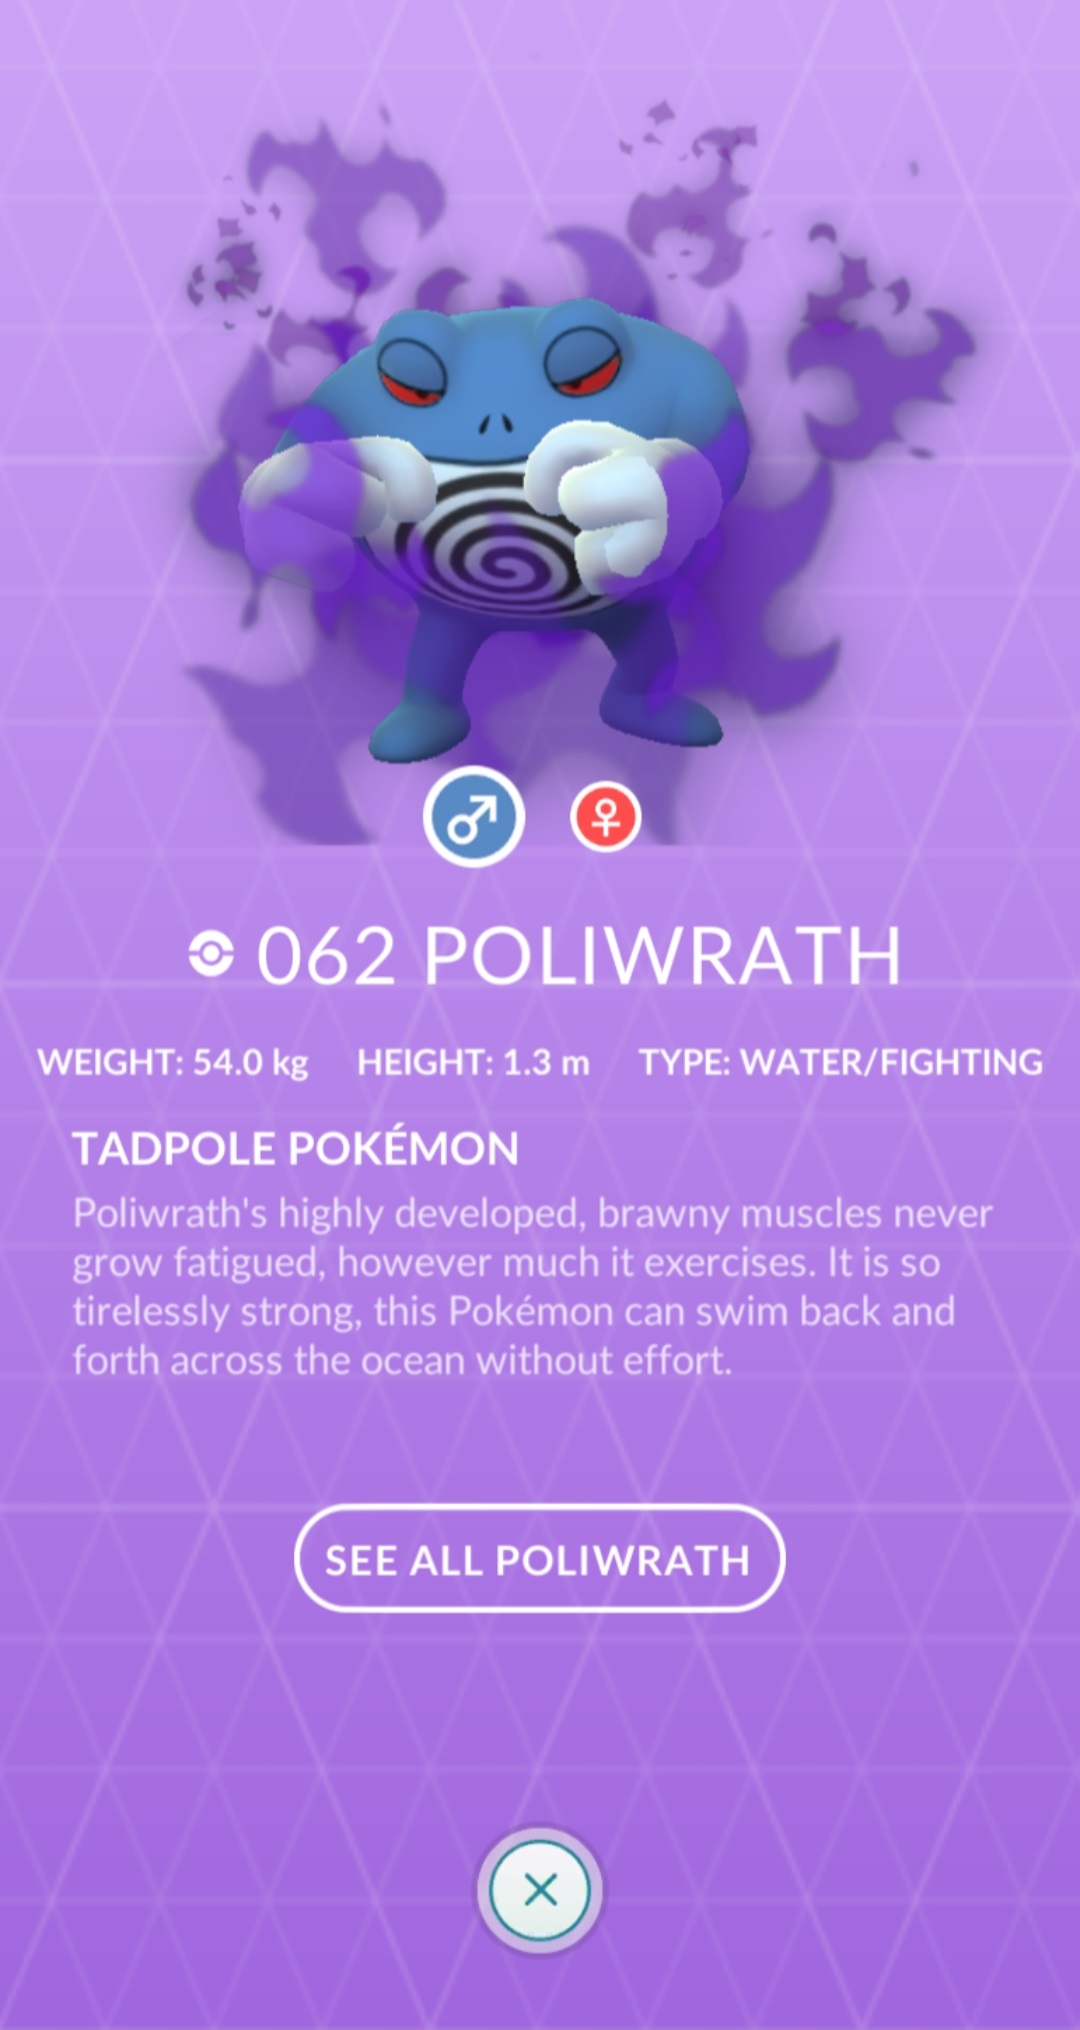 062 POLIWRATH
WEIGHT: 54.0 kg HEIGHT: 1.3 m TYPE: WATER/FIGHTING
TADPOLE POKÉMON
Poliwrath's highly developed, brawny muscles never
grow fatigued, however much it exercises. It is so
tirelessly strong, this Pokémon can swim back and
forth across the ocean without effort.
SEE ALL POLIWRATH